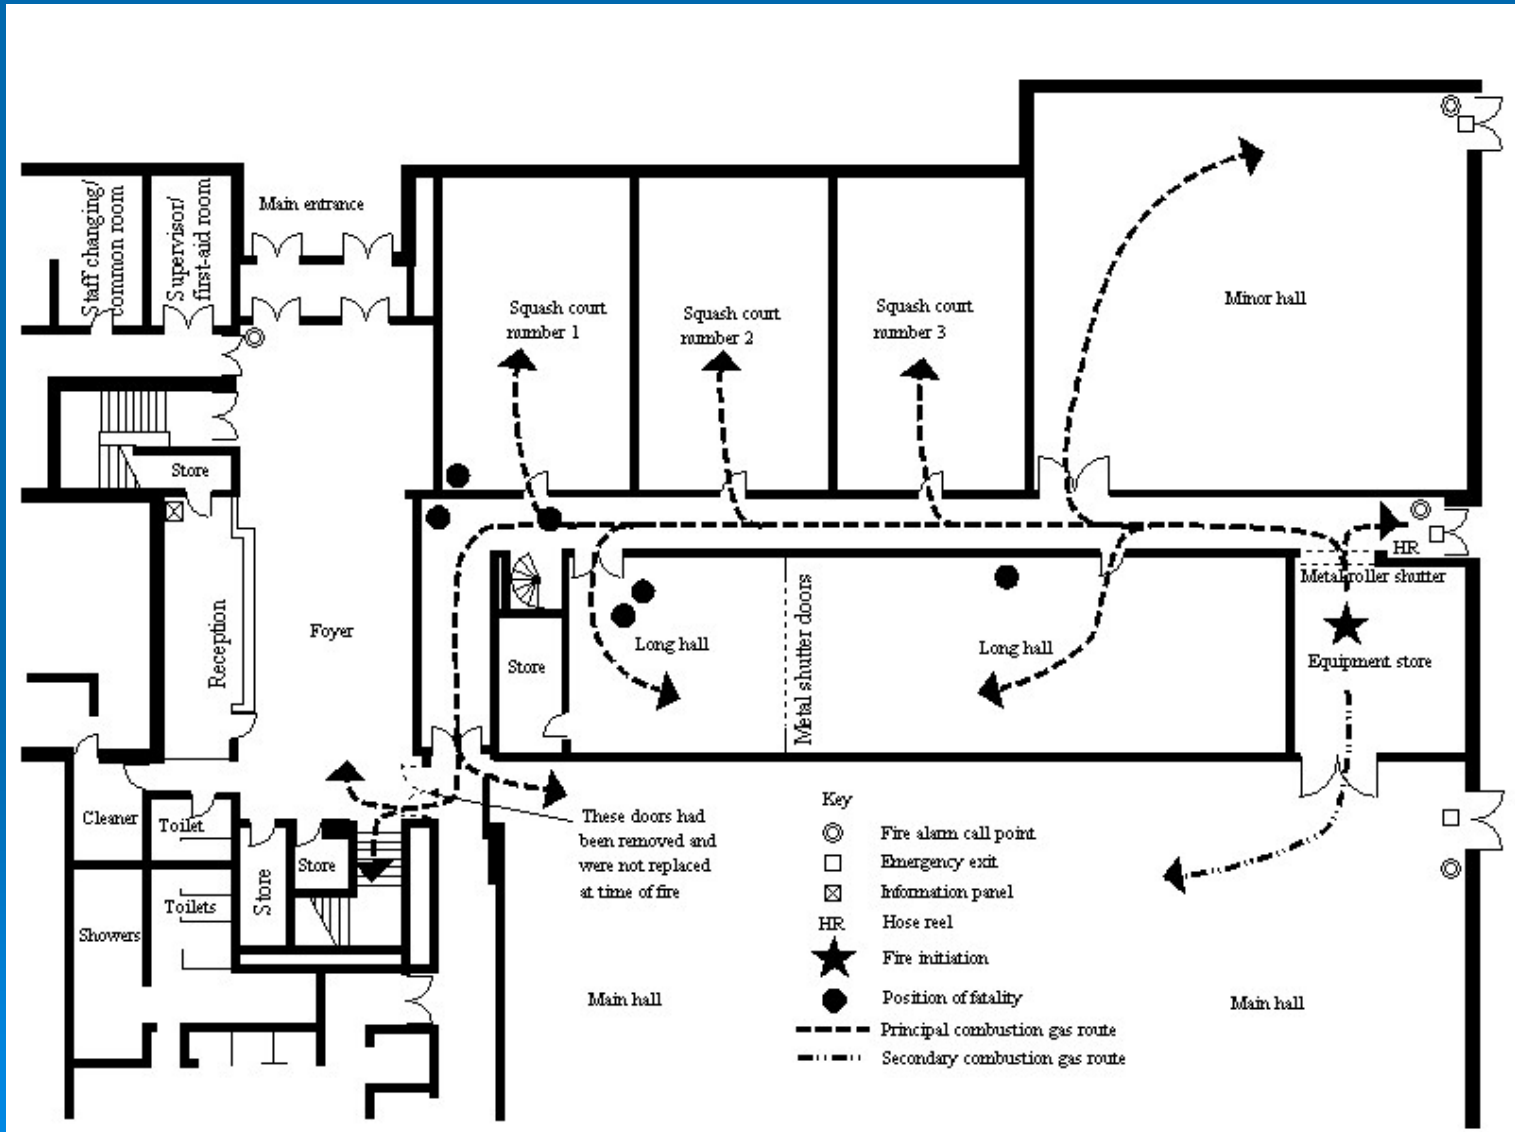 Main entrance
Staff changing/
common room
Supervisor/
first-aid room
Squash court
number 1
Squash court
number 2
Squash court
number 3
Minor hall
Store
HR
Metal roller shutter
Reception
Foyer
Store
Long hall
Metal shutter doors
Long hall
Equipment store
Cleaner
Toilet
Store
Store
Toilets
Showers
These doors had
been removed and
were not replaced
at time of fire
Key
Fire alarm call point
Emergency exit
Information panel
HR Hose reel
Fire initiation
Position of fatality
Principal combustion gas route
Secondary combustion gas route
Main hall
Main hall